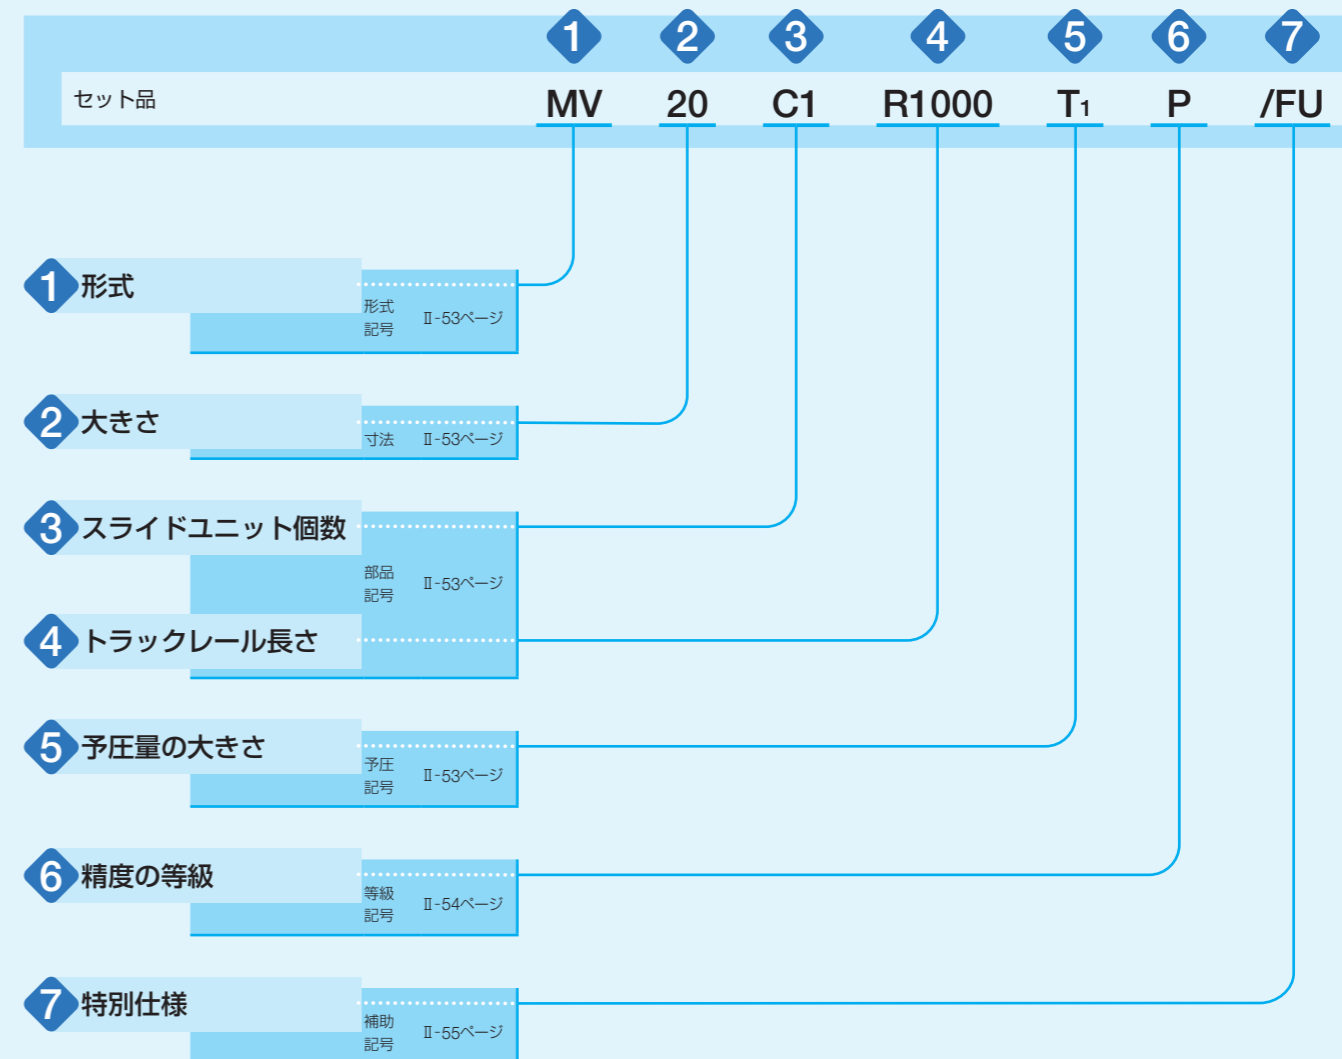 1 2 3 4 5 6 7
セット品 MV 20 C1 R1000 T1 P /FU
1 形式
形式
記号 Ⅱ-53ページ
2 大きさ
寸法 Ⅱ-53ページ
3 スライドユニット個数
部品
記号 Ⅱ-53ページ
4 トラックレール長さ
5 予圧量の大きさ
予圧
記号 Ⅱ-53ページ
6 精度の等級
等級
記号 Ⅱ-54ページ
7 特別仕様
補助
記号 Ⅱ-55ページ